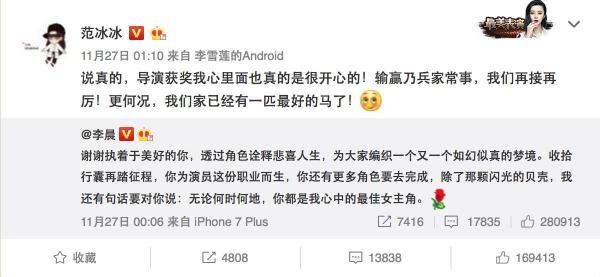 范冰冰
11月27日 01:10 来自 李雪莲的Android
说真的，导演获奖我心里面也真的是很开心的！输赢乃兵家常事，我们再接再
厉！更何况，我们家已经有一匹最好的马了！
@李晨
谢谢执着于美好的你，透过角色诠释悲喜人生，为大家编织一个又一个如幻似真的梦境。收拾
行囊再踏征程，你为演员这份职业而生，你还有更多角色要去完成，除了那颗闪光的贝壳，我
还有句话要对你说：无论何时何地，你都是我心中的最佳女主角。
11月27日 00:06 来自 iPhone 7 Plus
7416
17835
280913
收藏
4808
13838
169413